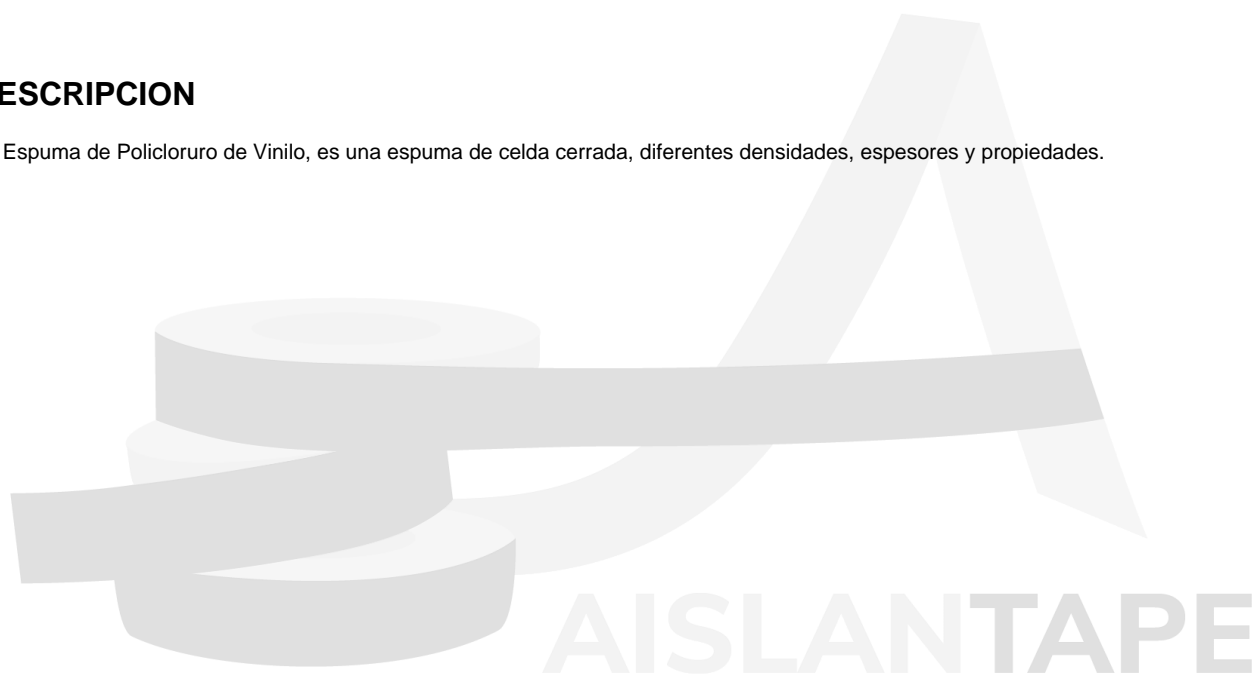 ESCRIPCION
Espuma de Policloruro de Vinilo, es una espuma de celda cerrada, diferentes densidades, espesores y propiedades.
AISLANTAPE